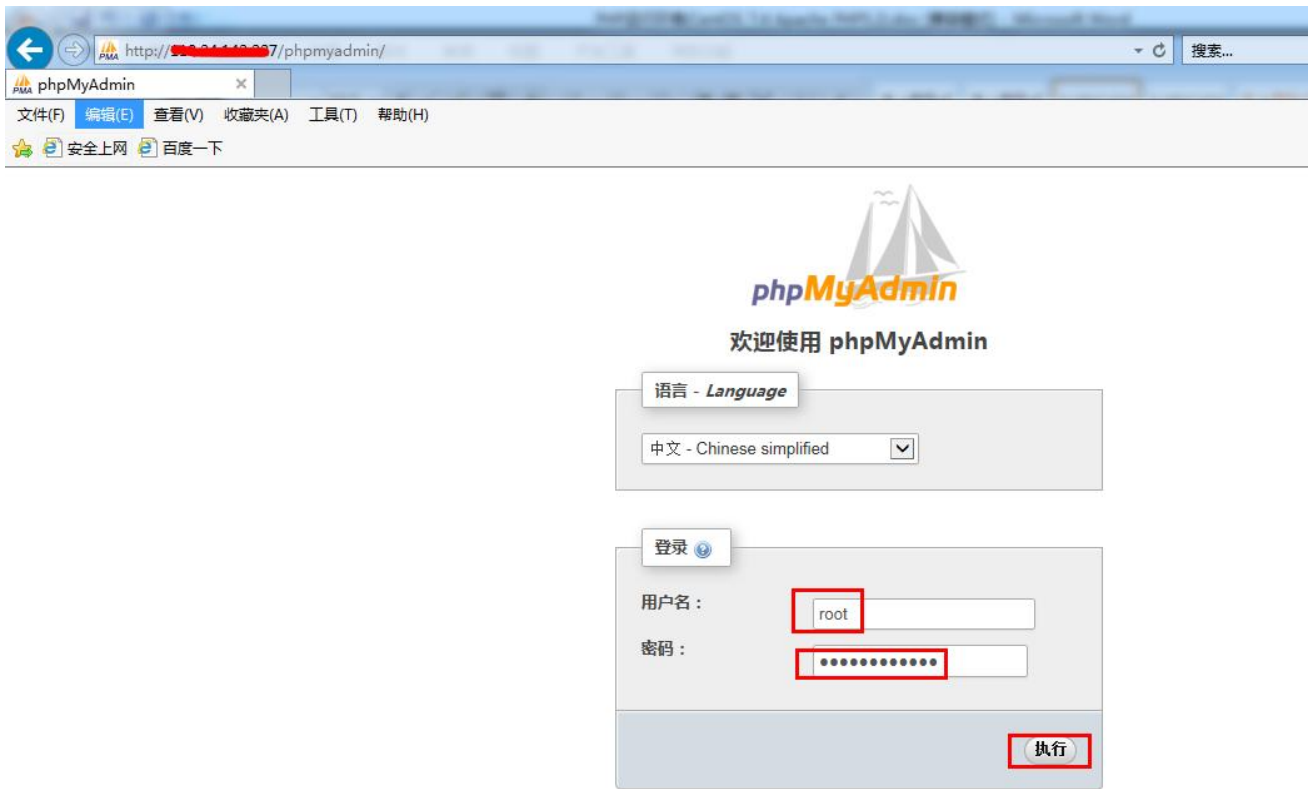 http:// 7/phpmyadmin/
搜索...
phpMyAdmin
文件(F) 编辑(E) 查看(V) 收藏夹(A) 工具(T) 帮助(H)
安全上网 百度一下
phpMyAdmin
欢迎使用 phpMyAdmin
语言 - Language
中文 - Chinese simplified
登录
用户名：
root
密码：
••••••••••••
执行